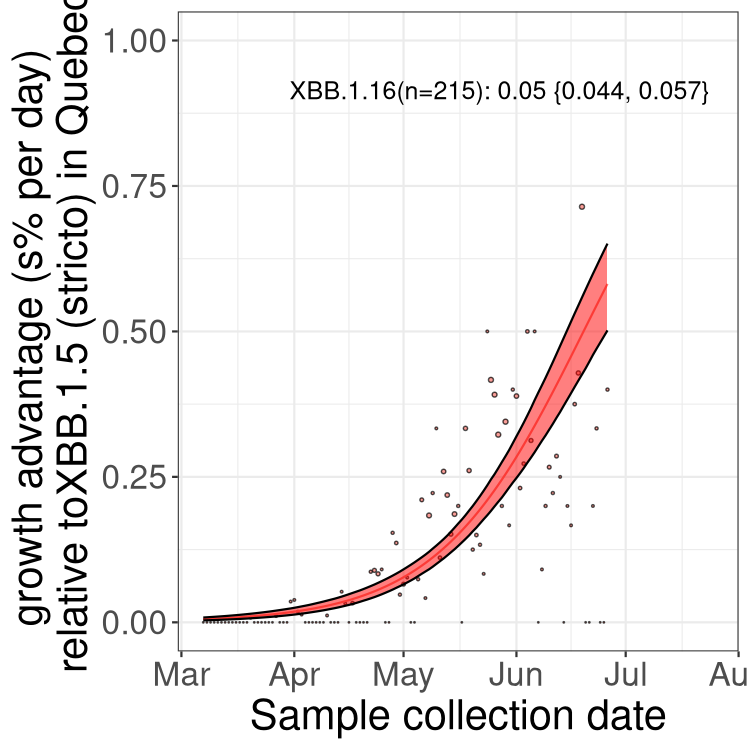 growth advantage (s% per day)
relative toXBB.1.5 (stricto) in Quebec
1.00
0.75
0.50
0.25
0.00
XBB.1.16(n=215): 0.05 {0.044, 0.057}
Mar
Apr
May
Jun
Jul
Au
Sample collection date